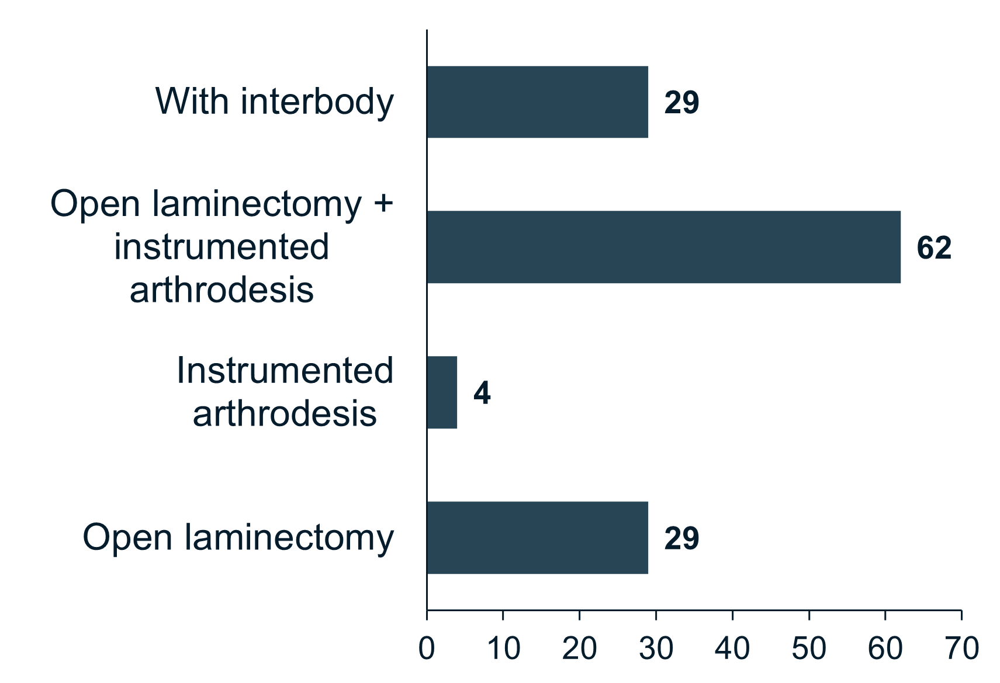 With interbody
29
Open laminectomy +
instrumented
arthrodesis
62
Instrumented
arthrodesis
4
Open laminectomy
29
0 10 20 30 40 50 60 70